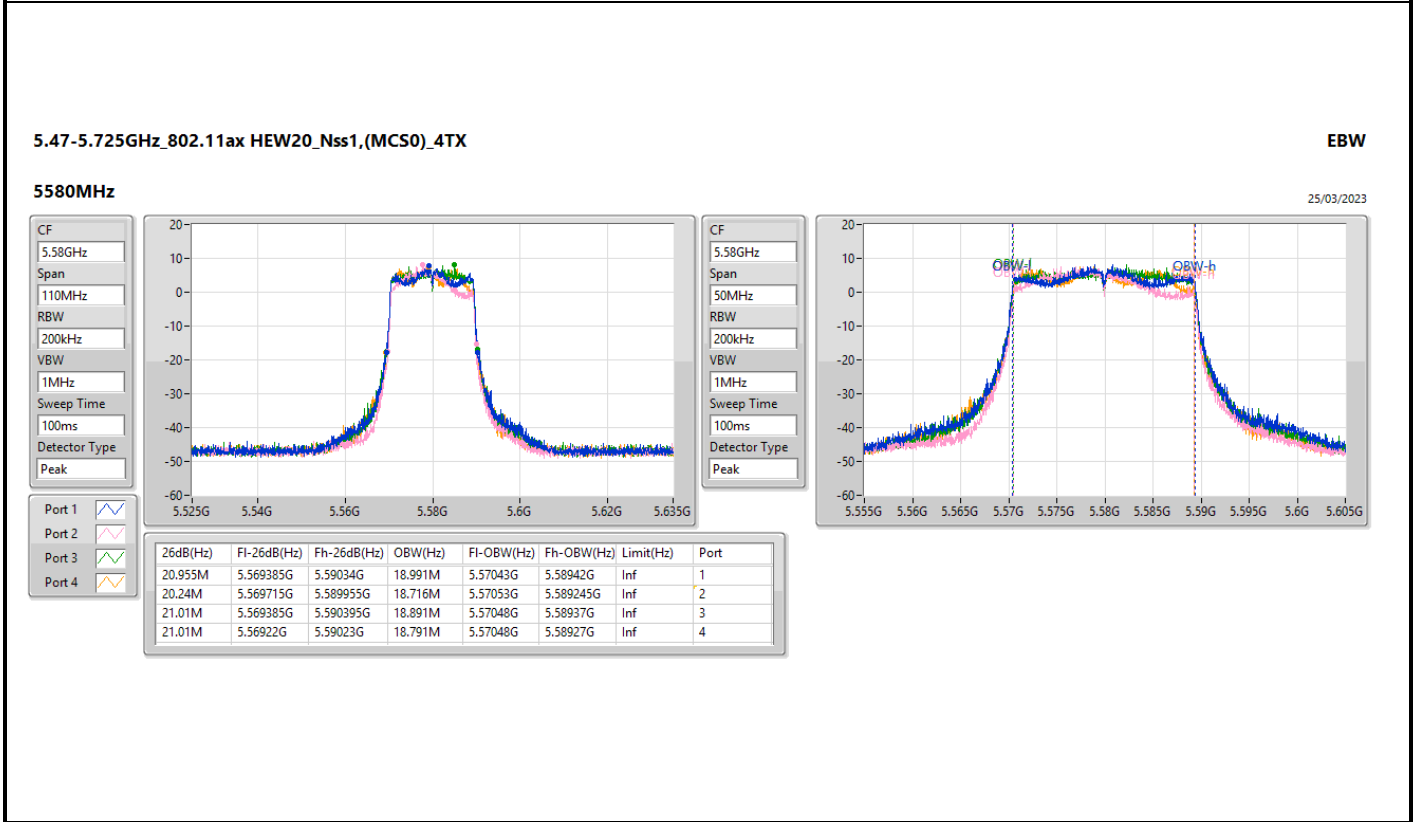 5.47-5.725GHz_802.11ax HEW20_Nss1,(MCS0)_4TX
EBW
5580MHz
25/03/2023
CF
5.58GHz
Span
110MHz
RBW
200kHz
VBW
1MHz
Sweep Time
100ms
Detector Type
Peak
20
10
0
-10
-20
-30
-40
-50
-60
5.525G 5.54G 5.56G 5.58G 5.6G 5.62G 5.635G
CF
5.58GHz
Span
50MHz
RBW
200kHz
VBW
1MHz
Sweep Time
100ms
Detector Type
Peak
20
10
0
-10
-20
-30
-40
-50
-60
OBW-l OBW-h
5.555G 5.56G 5.565G 5.57G 5.575G 5.58G 5.585G 5.59G 5.595G 5.6G 5.605G
Port 1
Port 2
Port 3
Port 4
26dB(Hz) Fl-26dB(Hz) Fh-26dB(Hz) OBW(Hz) Fl-OBW(Hz) Fh-OBW(Hz) Limit(Hz) Port
20.955M 5.569385G 5.59034G 18.991M 5.57043G 5.58942G Inf 1
20.24M 5.569715G 5.589955G 18.716M 5.57053G 5.589245G Inf 2
21.01M 5.569385G 5.590395G 18.891M 5.57048G 5.58937G Inf 3
21.01M 5.56922G 5.59023G 18.791M 5.57048G 5.58927G Inf 4